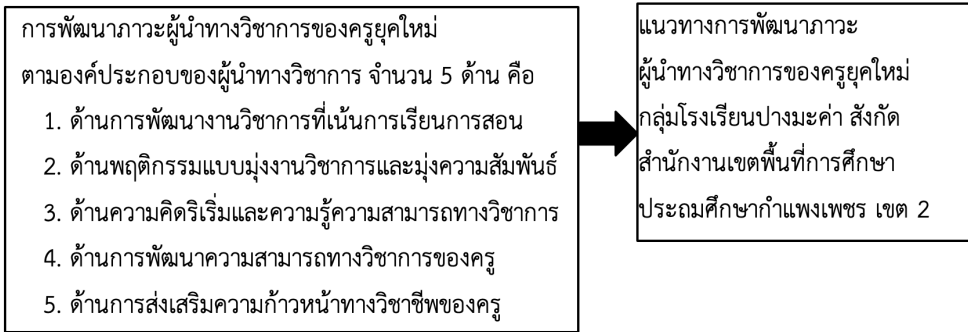 การพัฒนาภาวะผู้นำทางวิชาการของครูยุคใหม่
ตามองค์ประกอบของผู้นำทางวิชาการ จำนวน 5 ด้าน คือ
1. ด้านการพัฒนางานวิชาการที่เน้นการเรียนการสอน
2. ด้านพฤติกรรมแบบมุ่งงานวิชาการและมุ่งความสัมพันธ์
3. ด้านความคิดริเริ่มและความรู้ความสามารถทางวิชาการ
4. ด้านการพัฒนาความสามารถทางวิชาการของครู
5. ด้านการส่งเสริมความก้าวหน้าทางวิชาชีพของครู
แนวทางการพัฒนาภาวะ
ผู้นำทางวิชาการของครูยุคใหม่
กลุ่มโรงเรียนปางมะค่า สังกัด
สำนักงานเขตพื้นที่การศึกษา
ประถมศึกษากำแพงเพชร เขต 2